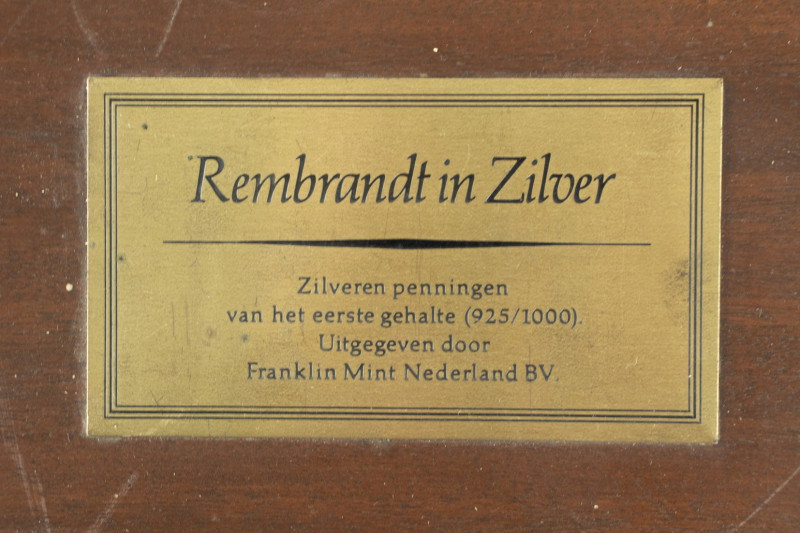 Rembrandt in Zilver
Zilveren penningen
van het eerste gehalte (925/1000).
Uitgegeven door
Franklin Mint Nederland BV.